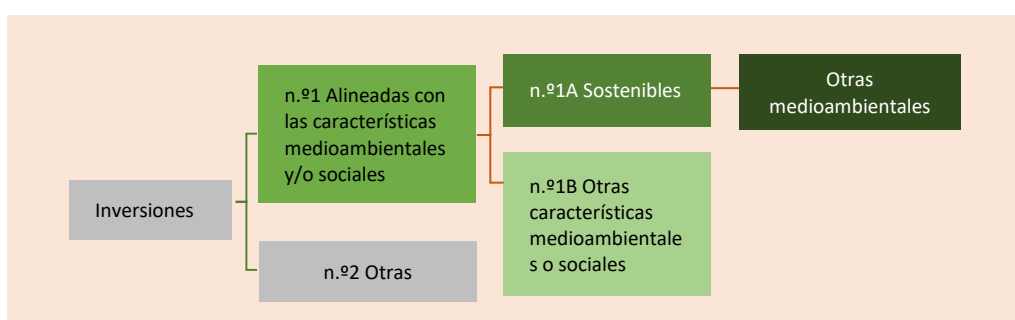 Inversiones
n.º1 Alineadas con
las características
medioambientales
y/o sociales
n.º2 Otras
n.º1A Sostenibles
n.º1B Otras
características
medioambientale
s o sociales
Otras
medioambientales